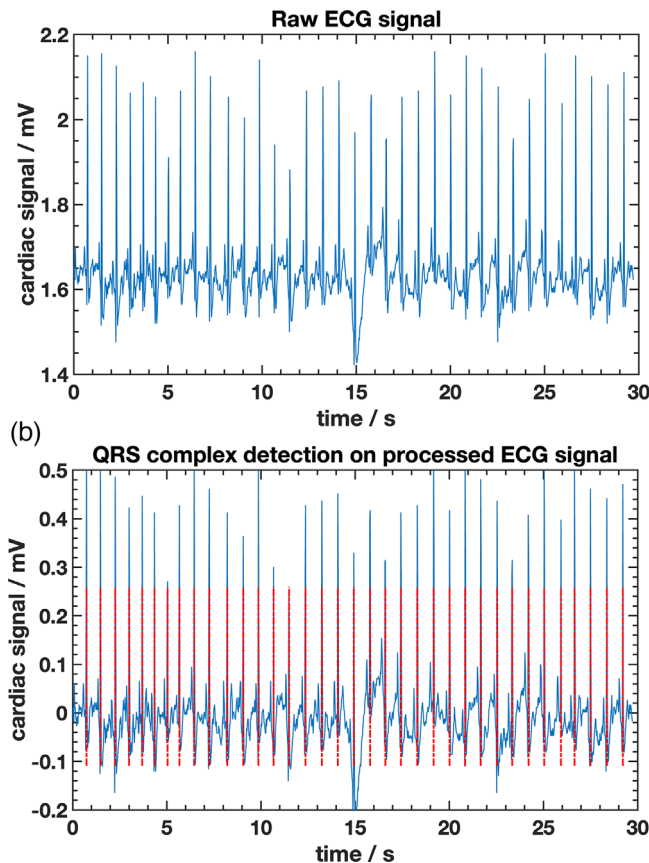 Raw ECG signal
2.2
2
1.8
1.6
1.4
cardiac signal / mV
0 5 10 15 20 25 30
time / s
(b)
QRS complex detection on processed ECG signal
0.5
0.4
0.3
0.2
0.1
0
-0.1
-0.2
cardiac signal / mV
0 5 10 15 20 25 30
time / s